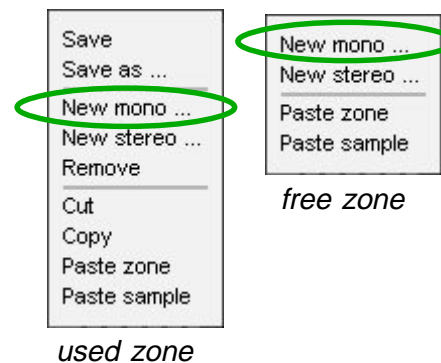 Save
Save as ...
New mono ...
New stereo ...
Remove
Cut
Copy
Paste zone
Paste sample
used zone
New mono ...
New stereo ...
Paste zone
Paste sample
free zone